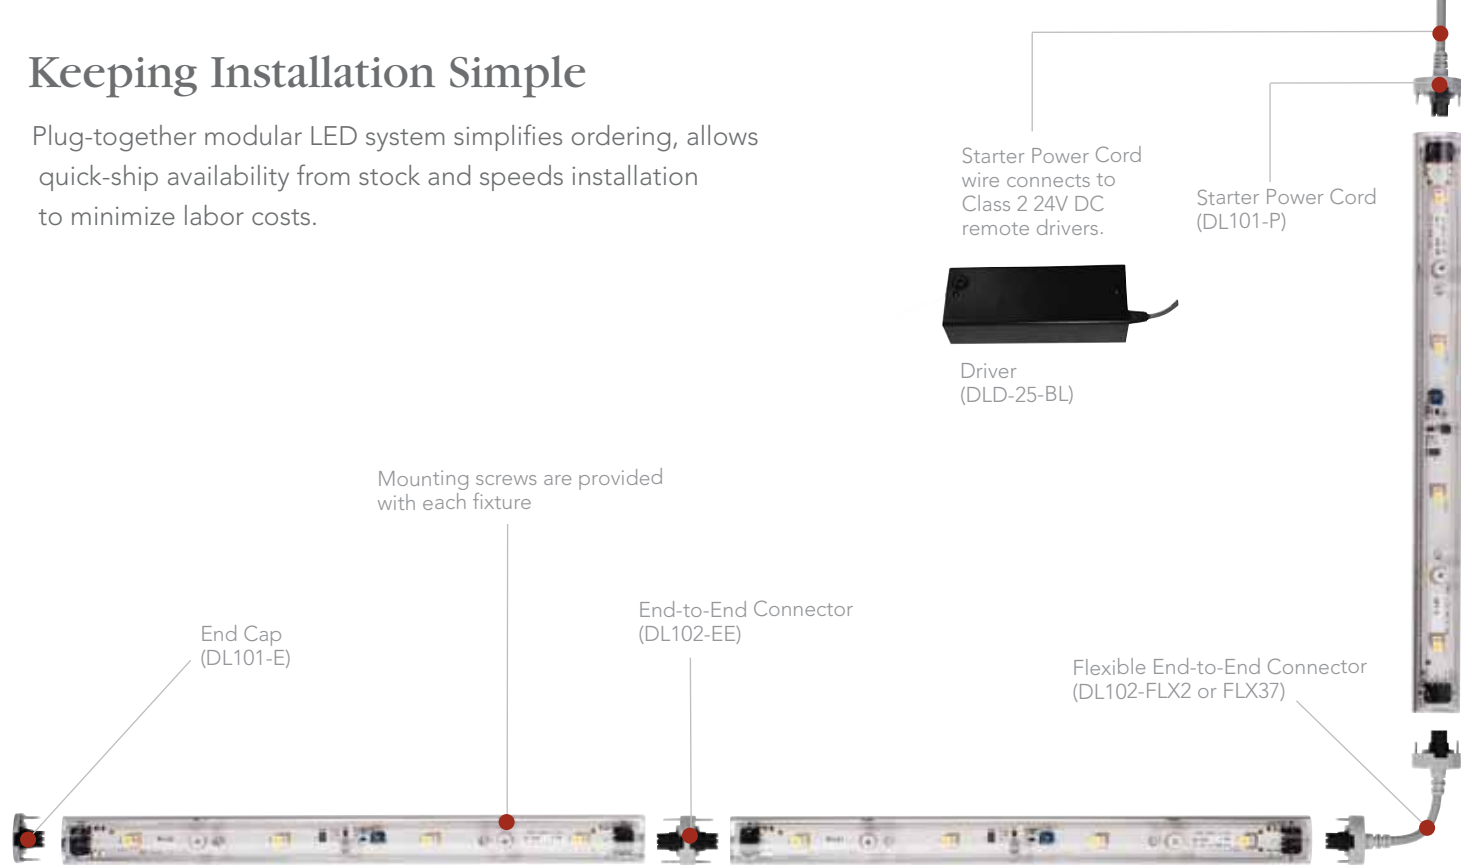 Keeping Installation Simple
Plug-together modular LED system simplifies ordering, allows
quick-ship availability from stock and speeds installation
to minimize labor costs.
Starter Power Cord
wire connects to
Class 2 24V DC
remote drivers.
Starter Power Cord
(DL101-P)
Driver
(DLD-25-BL)
Mounting screws are provided
with each fixture
End-to-End Connector
(DL102-EE)
End Cap
(DL101-E)
Flexible End-to-End Connector
(DL102-FLX2 or FLX37)